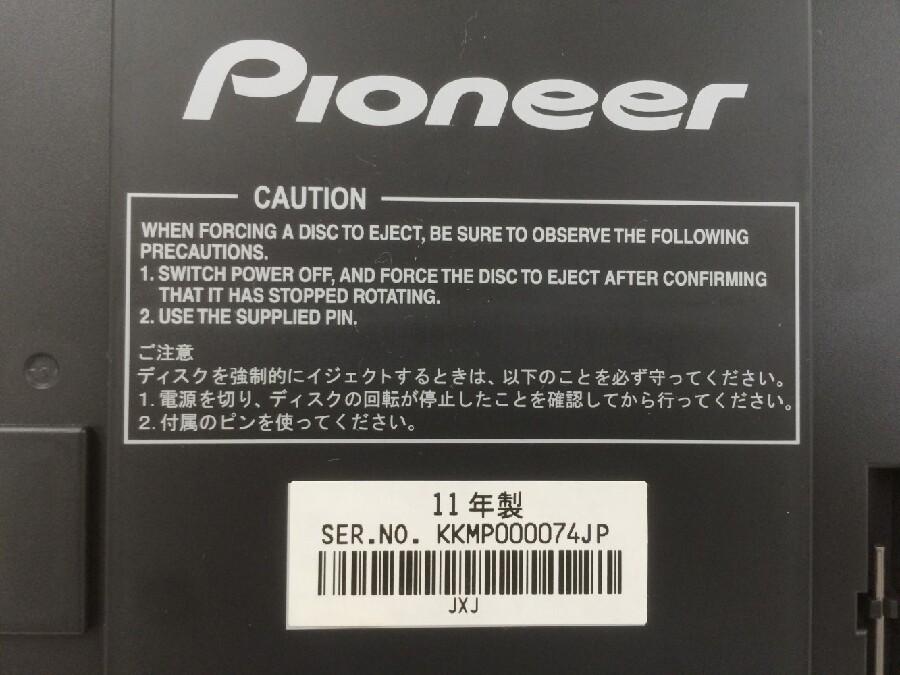 Pioneer
CAUTION
WHEN FORCING A DISC TO EJECT, BE SURE TO OBSERVE THE FOLLOWING
PRECAUTIONS.
1. SWITCH POWER OFF, AND FORCE THE DISC TO EJECT AFTER CONFIRMING
THAT IT HAS STOPPED ROTATING.
2. USE THE SUPPLIED PIN.
ご注意
ディスクを強制的にイジェクトするときは、以下のことを必ず守ってください。
1. 電源を切り、ディスクの回転が停止したことを確認してから行ってください。
2. 付属のピンを使ってください。
11 年製
SER.NO. KKMP000074JP
JXJ